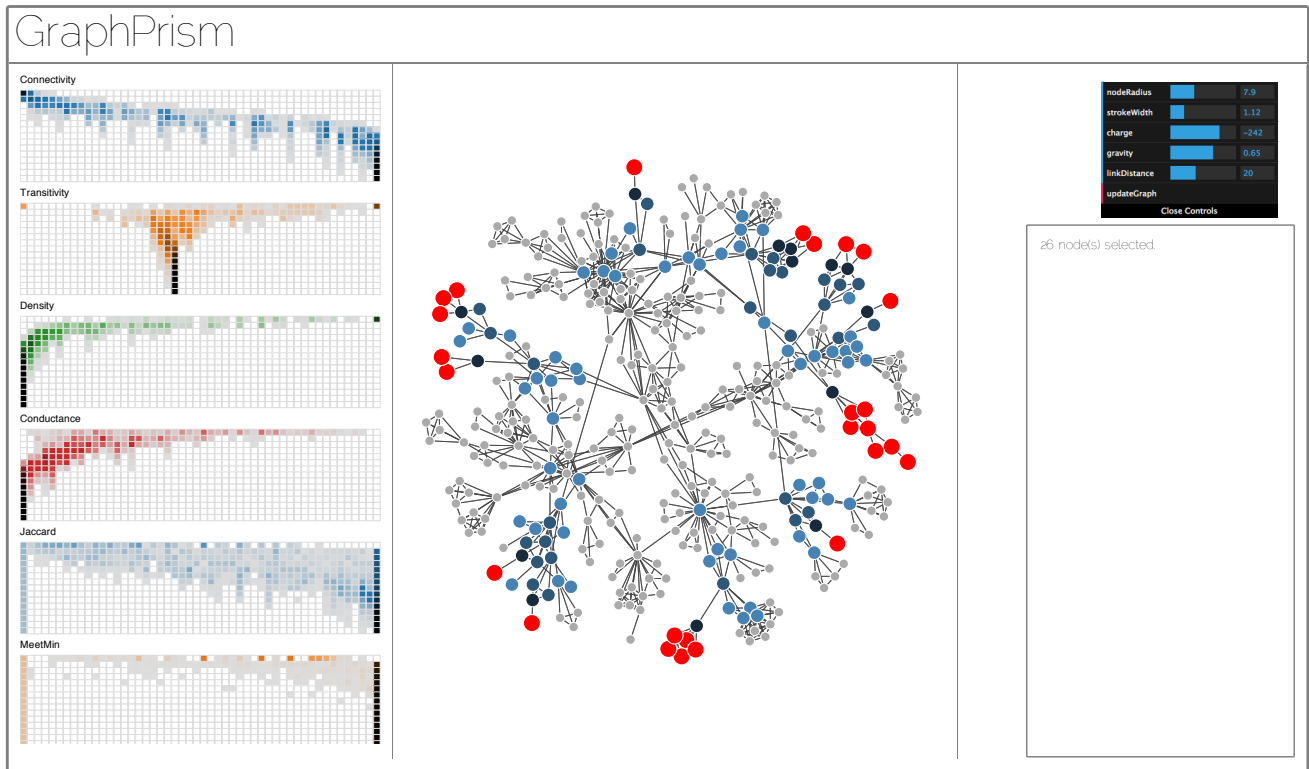 GraphPrism
Connectivity
Transitivity
Density
Conductance
Jaccard
MeetMin
nodeRadius 7.9
strokeWidth 1.12
charge -242
gravity 0.65
linkDistance 20
updateGraph
Close Controls
26 node(s) selected.